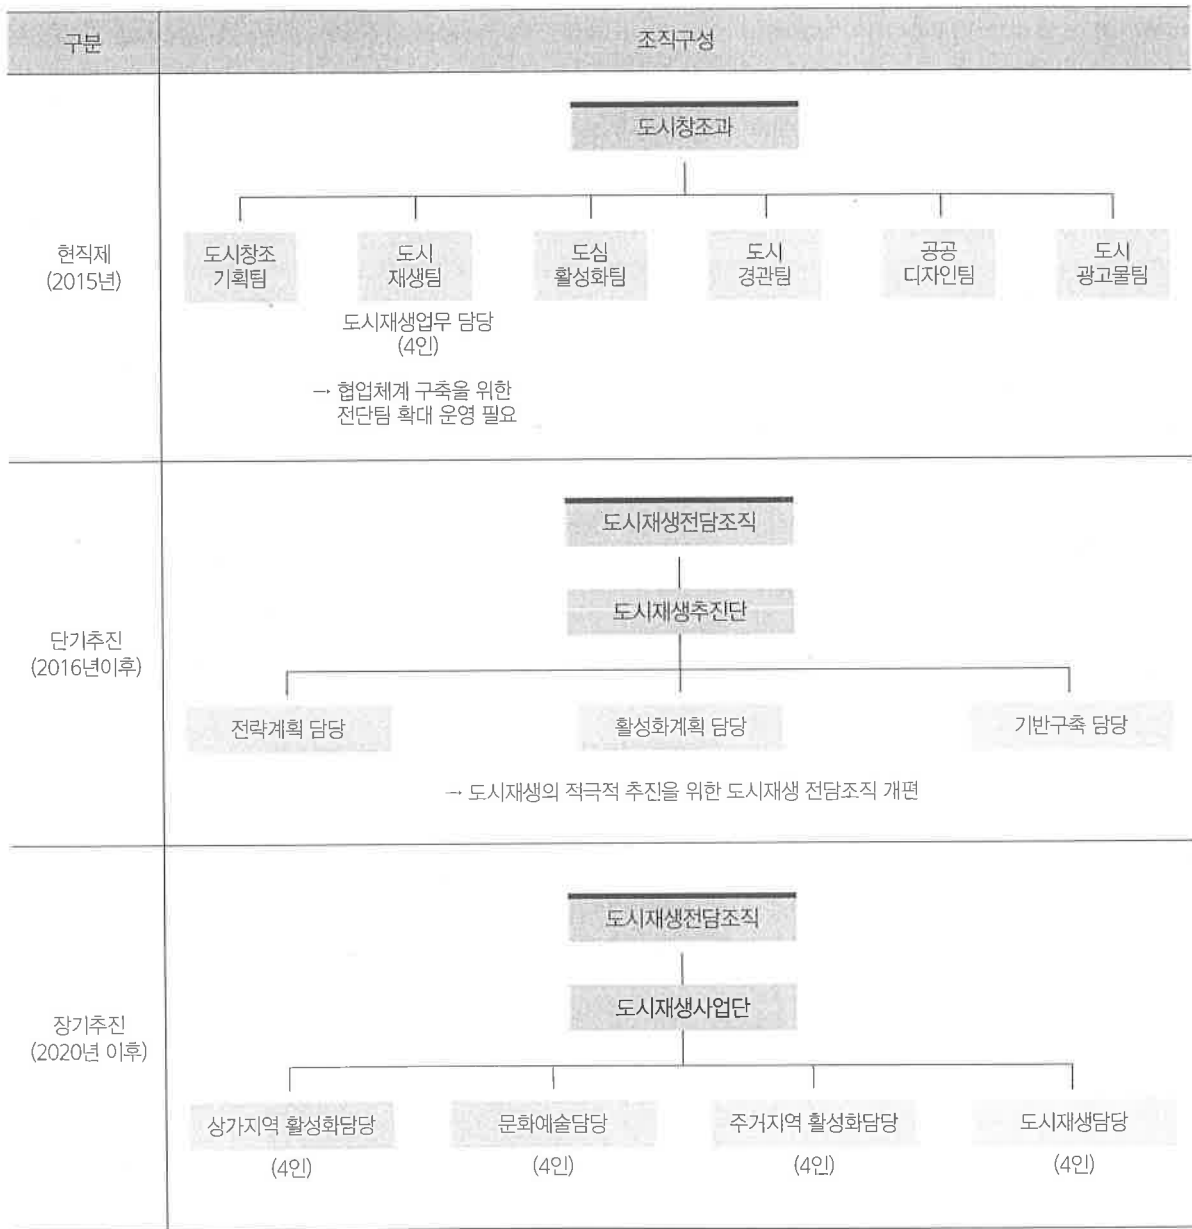 구분
조직구성
현직제
(2015년)
도시창조과
도시창조
기획팀
도시
재생팀
도심
활성화팀
도시
경관팀
공공
디자인팀
도시
광고물팀
도시재생업무 담당
(4인)
→ 협업체계 구축을 위한
전단팀 확대 운영 필요
단기추진
(2016년이후)
도시재생전담조직
도시재생추진단
전략계획 담당
활성화계획 담당
기반구축 담당
→ 도시재생의 적극적 추진을 위한 도시재생 전담조직 개편
장기추진
(2020년 이후)
도시재생전담조직
도시재생사업단
상가지역 활성화담당
문화예술담당
주거지역 활성화담당
도시재생담당
(4인)
(4인)
(4인)
(4인)